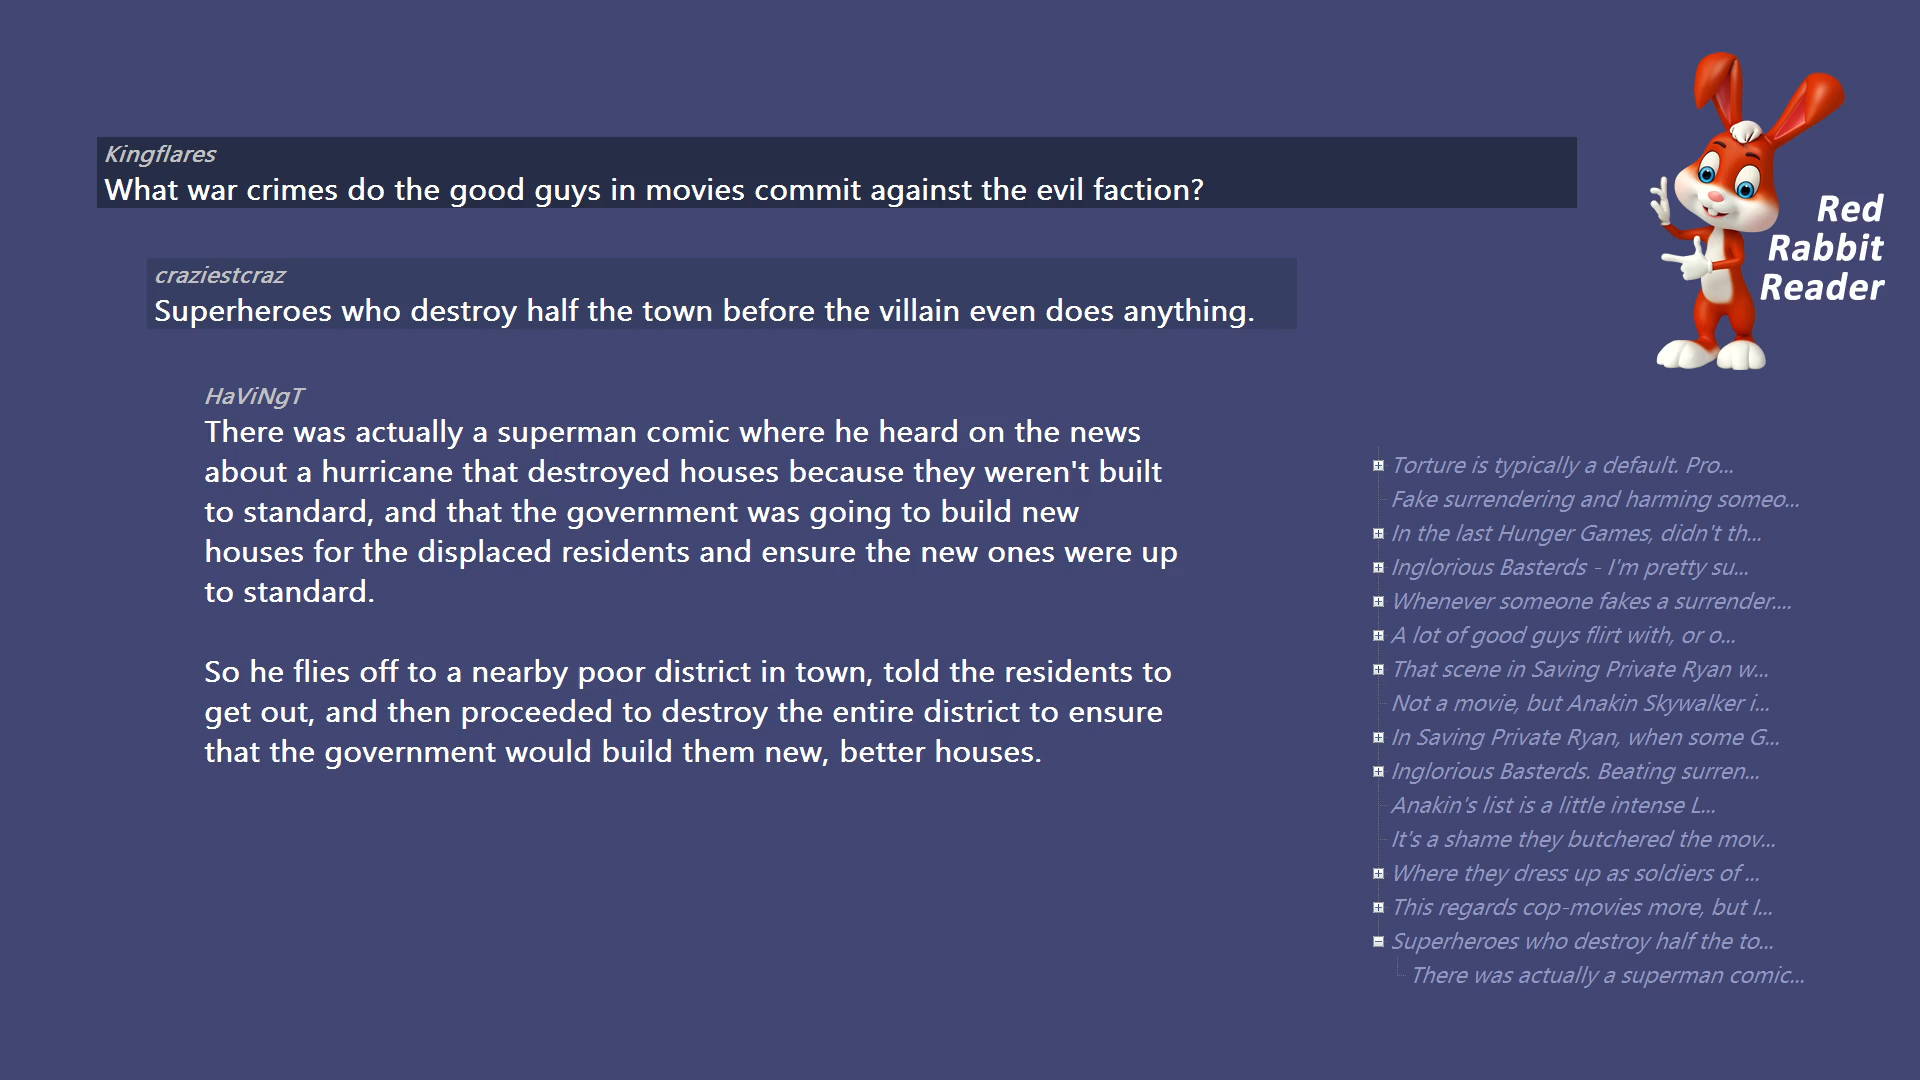 Kingflares
What war crimes do the good guys in movies commit against the evil faction?
craziestcraz
Superheroes who destroy half the town before the villain even does anything.
HaViNgT
There was actually a superman comic where he heard on the news
about a hurricane that destroyed houses because they weren't built
to standard, and that the government was going to build new
houses for the displaced residents and ensure the new ones were up
to standard.
So he flies off to a nearby poor district in town, told the residents to
get out, and then proceeded to destroy the entire district to ensure
that the government would build them new, better houses.
Red
Rabbit
Reader
Torture is typically a default. Pro...
Fake surrendering and harming someo...
In the last Hunger Games, didn't th...
Inglorious Basterds - I'm pretty su...
Whenever someone fakes a surrender....
A lot of good guys flirt with, or o...
That scene in Saving Private Ryan w...
Not a movie, but Anakin Skywalker i...
In Saving Private Ryan, when some G...
Inglorious Basterds. Beating surren...
Anakin's list is a little intense L...
It's a shame they butchered the mov...
Where they dress up as soldiers of ...
This regards cop-movies more, but I...
Superheroes who destroy half the to...
There was actually a superman comic...